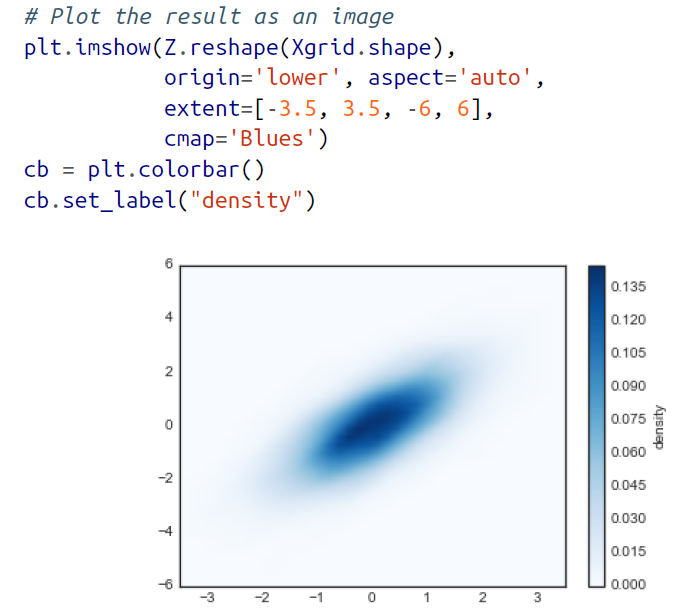 # Plot the result as an image
plt.imshow(Z.reshape(Xgrid.shape),
           origin='lower', aspect='auto',
           extent=[-3.5, 3.5, -6, 6],
           cmap='Blues')
cb = plt.colorbar()
cb.set_label("density")
6
4
2
0
−2
−4
−6
−3 −2 −1 0 1 2 3
0.135
0.120
0.105
0.090
0.075
0.060
0.045
0.030
0.015
0.000
density